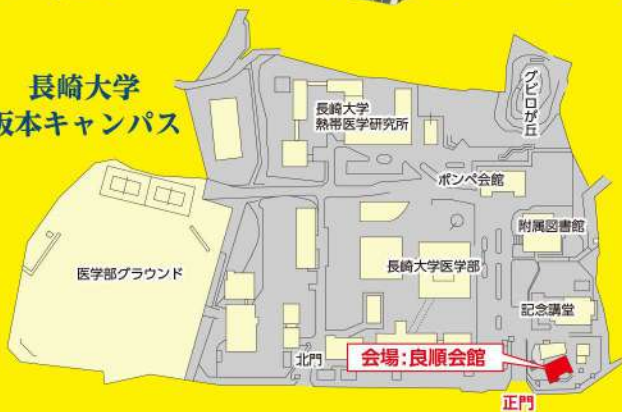 長崎大学
坂本キャンパス
長崎大学
熱帯医学研究所
グビロが丘
ポンペ会館
附属図書館
医学部グラウンド
長崎大学医学部
記念講堂
北門
会場:良順会館
正門